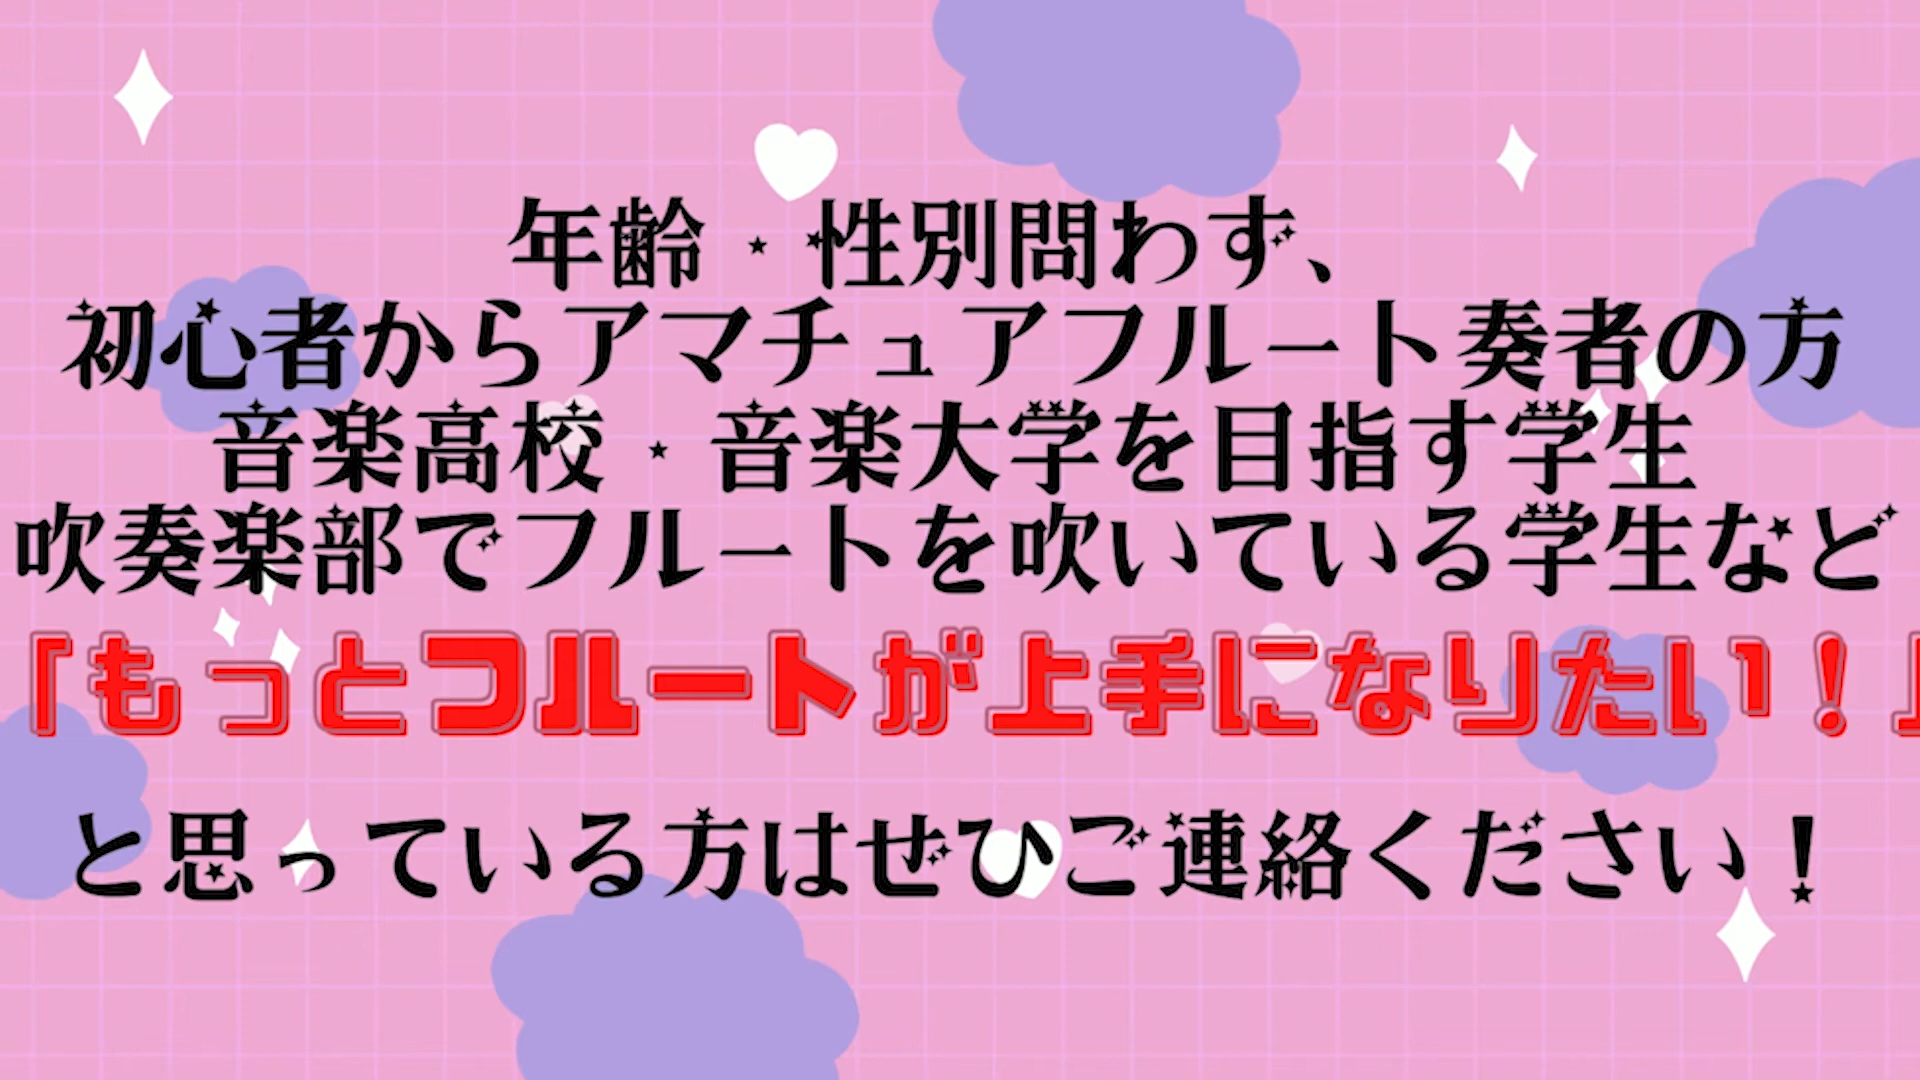 年齢・性別問わず、
初心者からアマチュアフルート奏者の方
音楽高校・音楽大学を目指す学生
吹奏楽部でフルートを吹いている学生など
「もっとフルートが上手になりたい！」
と思っている方はぜひご連絡ください！